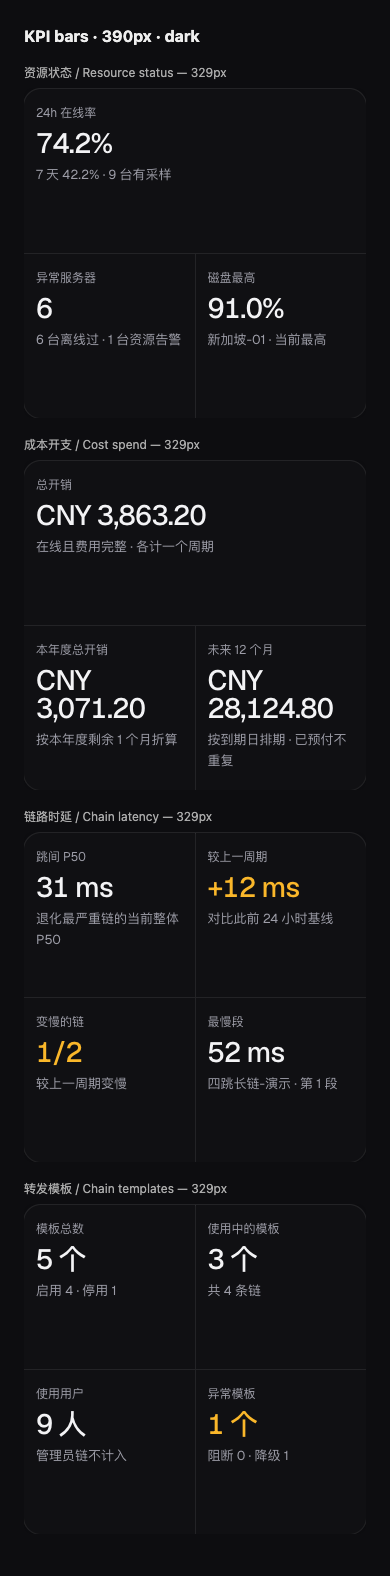 KPI bars · 390px · dark
资源状态 / Resource status — 329px
24h 在线率
74.2%
7 天 42.2% · 9 台有采样
异常服务器
6
6 台离线过 · 1 台资源告警
磁盘最高
91.0%
新加坡-01 · 当前最高
成本开支 / Cost spend — 329px
总开销
CNY 3,863.20
在线且费用完整 · 各计一个周期
本年度总开销
CNY
3,071.20
按本年度剩余 1 个月折算
未来 12 个月
CNY
28,124.80
按到期日排期 · 已预付不
重复
链路时延 / Chain latency — 329px
跳间 P50
31 ms
退化最严重链的当前整体
P50
较上一周期
+12 ms
对比此前 24 小时基线
变慢的链
1/2
较上一周期变慢
最慢段
52 ms
四跳长链-演示 · 第 1 段
转发模板 / Chain templates — 329px
模板总数
5 个
启用 4 · 停用 1
使用中的模板
3 个
共 4 条链
使用用户
9 人
管理员链不计入
异常模板
1 个
阻断 0 · 降级 1